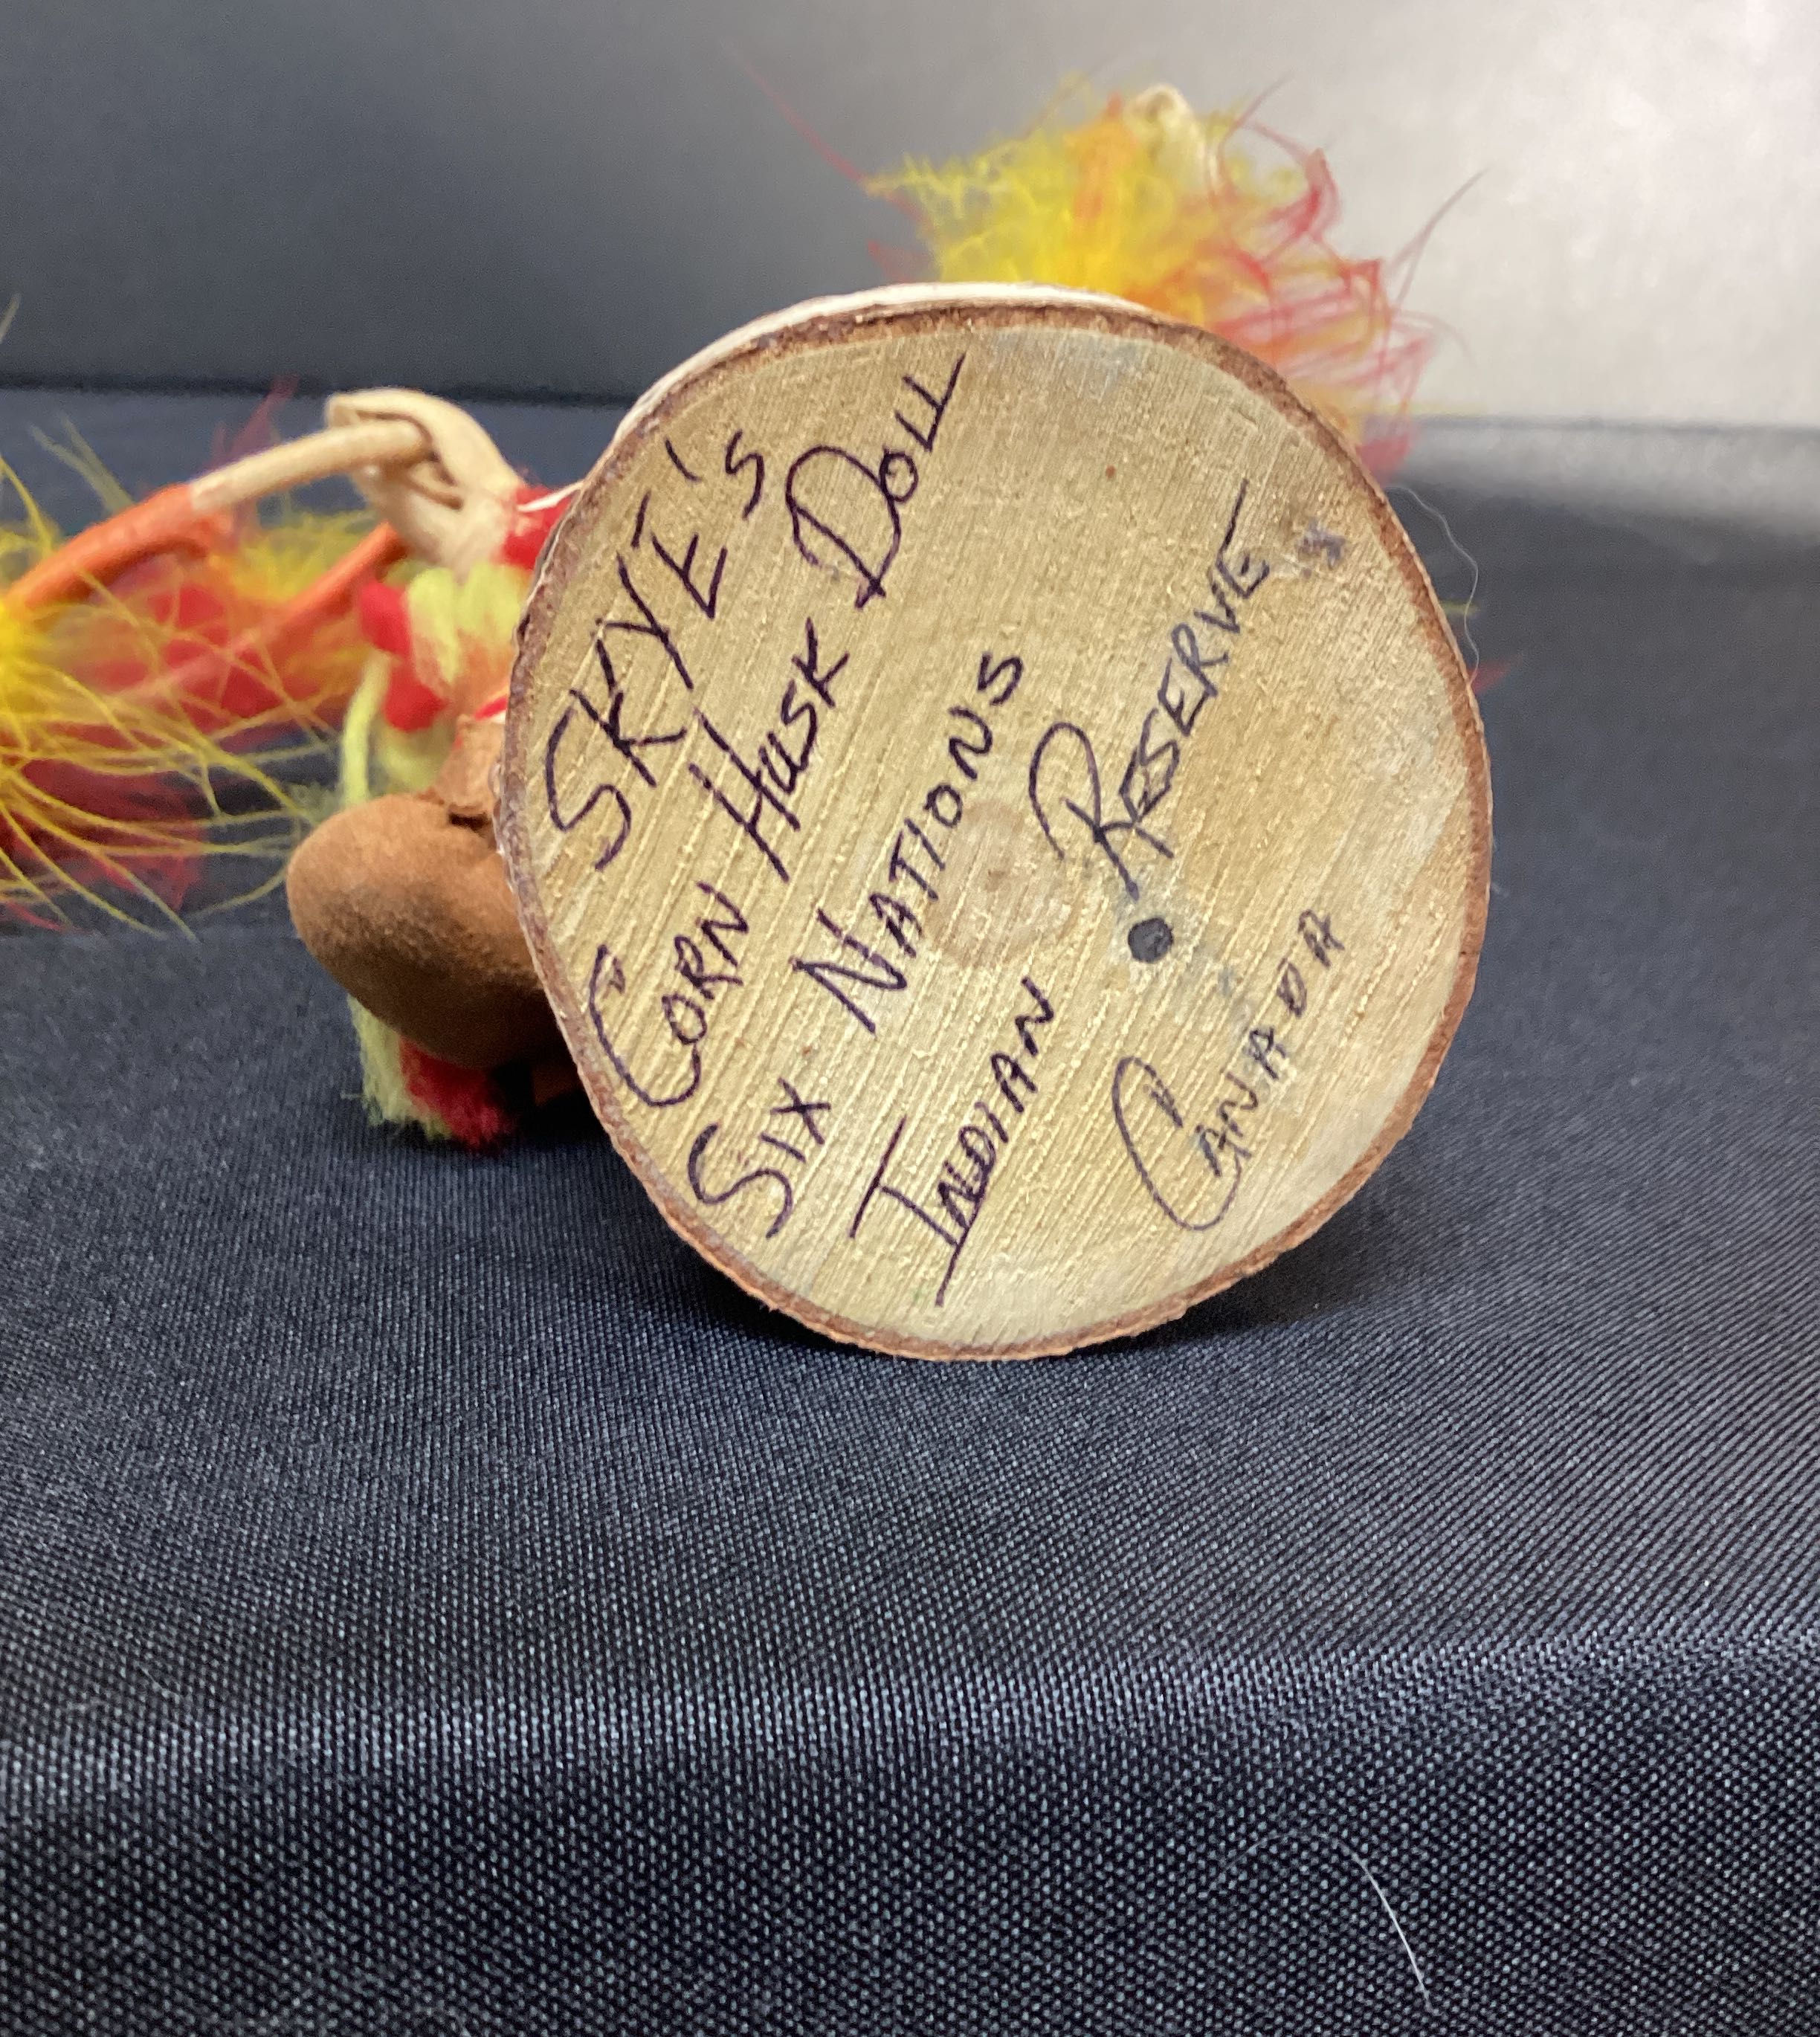 SKYE'S
CORN HUSK DOLL
SIX NATIONS
INDIAN RESERVE
CANADA